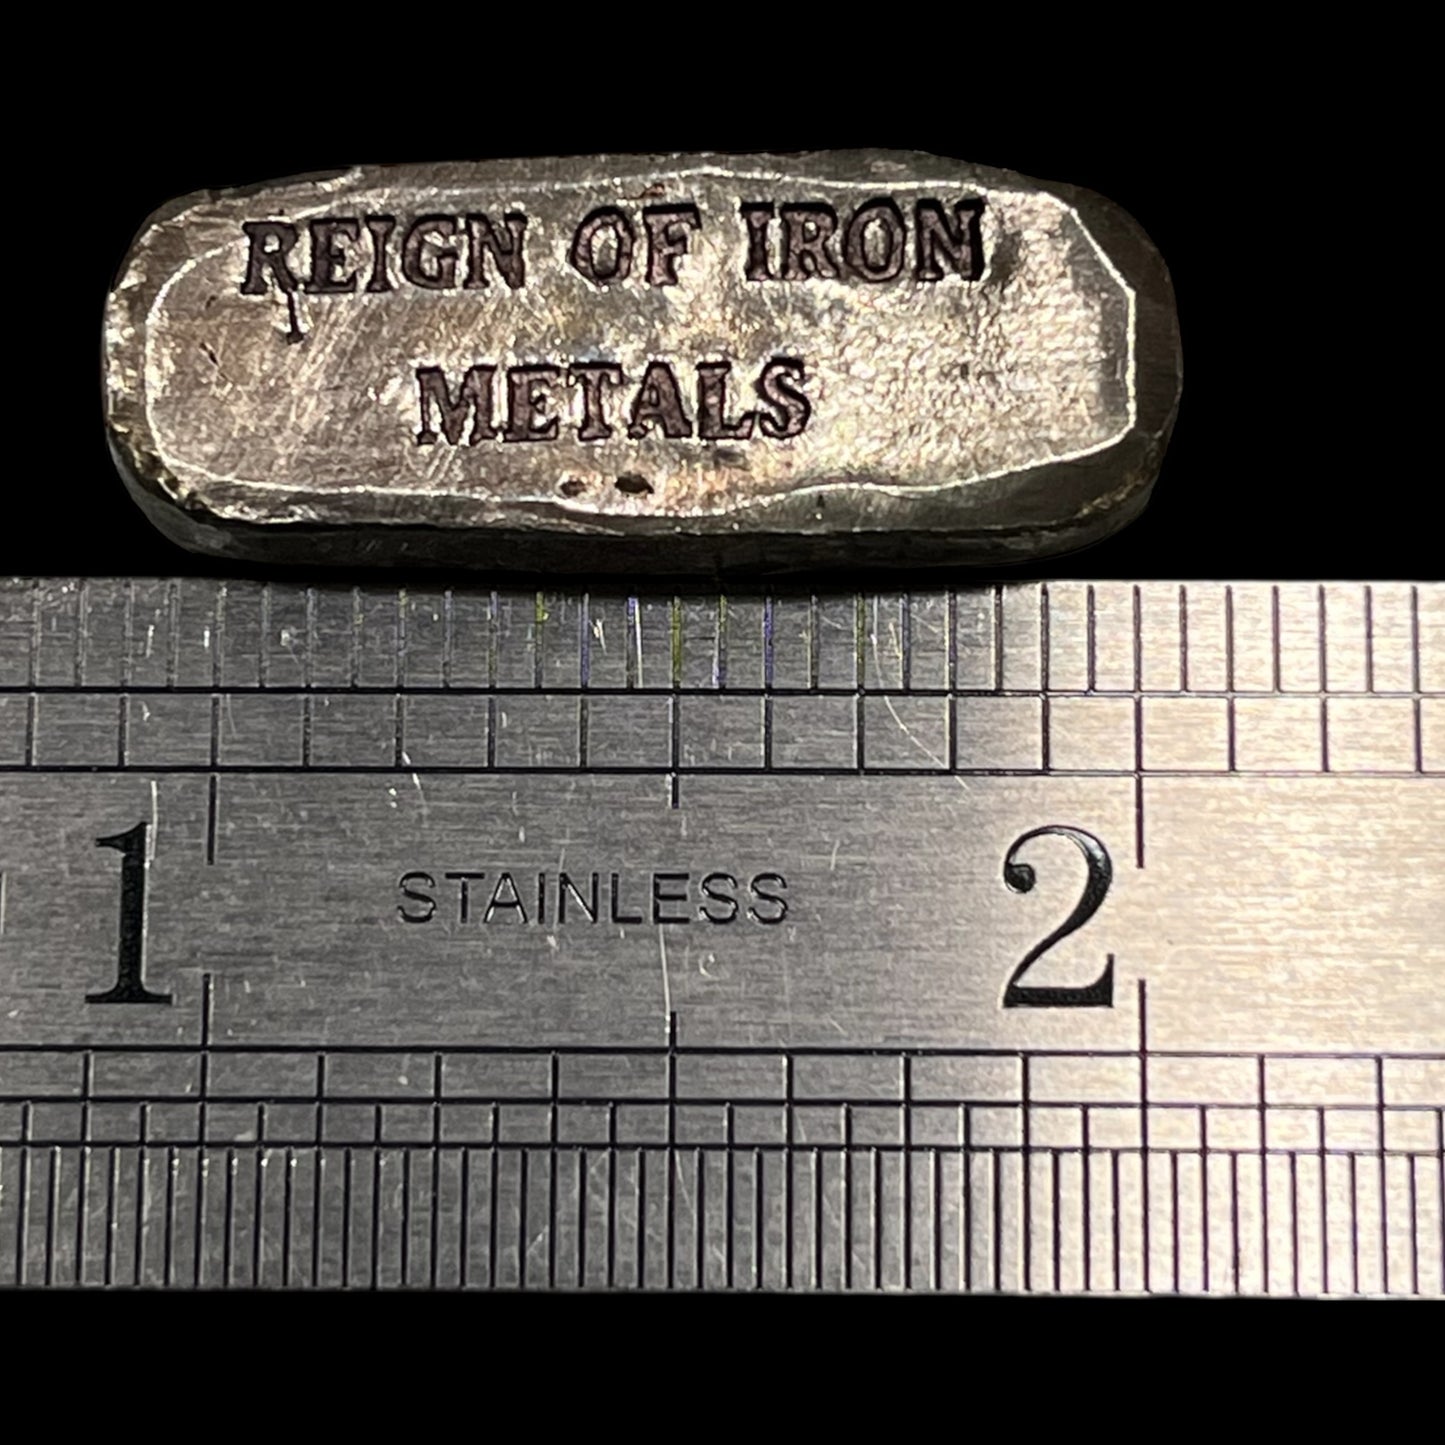 REIGN OF IRON
METALS
1
STAINLESS
2